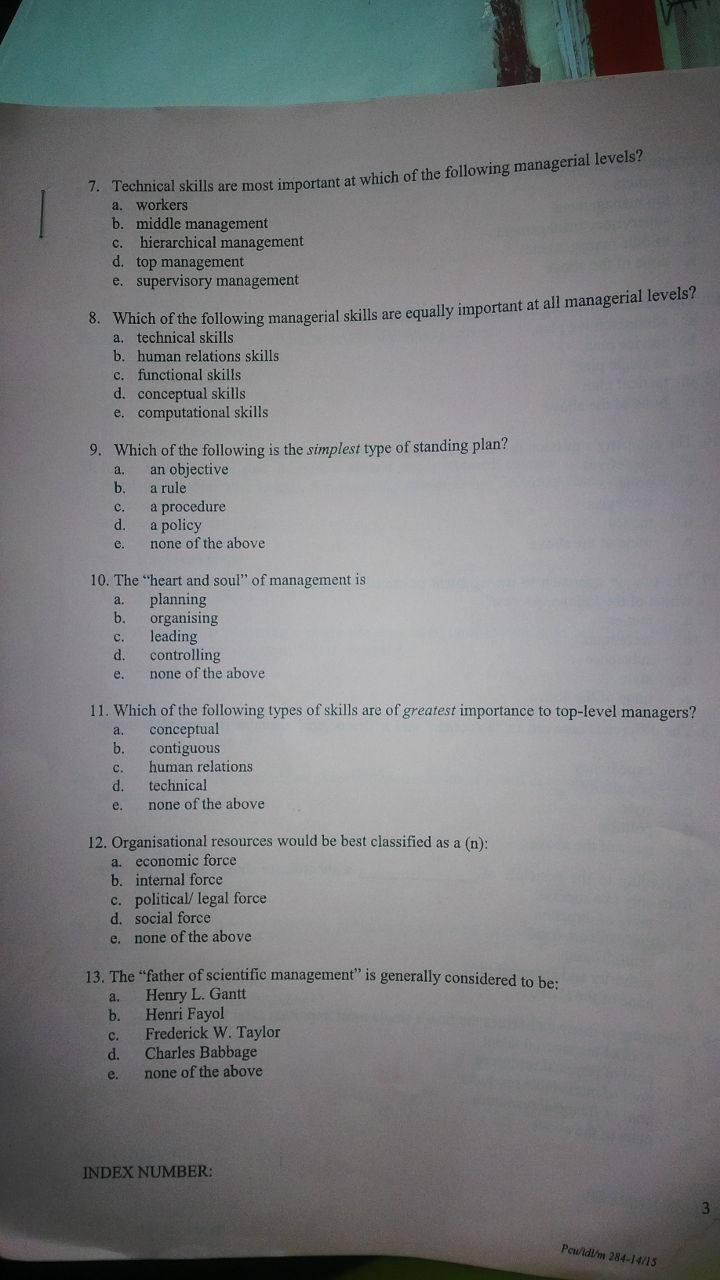 7. Technical skills are most important at which of the following managerial levels?
a. workers
b. middle management
c. hierarchical management
d. top management
e. supervisory management
8. Which of the following managerial skills are equally important at all managerial levels?
a. technical skills
b. human relations skills
c. functional skills
d. conceptual skills
e. computational skills
9. Which of the following is the simplest type of standing plan?
a. an objective
b. a rule
c. a procedure
d. a policy
e. none of the above
10. The “heart and soul” of management is
a. planning
b. organising
c. leading
d. controlling
e. none of the above
11. Which of the following types of skills are of greatest importance to top-level managers?
a. conceptual
b. contiguous
c. human relations
d. technical
e. none of the above
12. Organisational resources would be best classified as a (n):
a. economic force
b. internal force
c. political/ legal force
d. social force
e. none of the above
13. The “father of scientific management” is generally considered to be:
a. Henry L. Gantt
b. Henri Fayol
c. Frederick W. Taylor
d. Charles Babbage
e. none of the above
INDEX NUMBER:
3
Pcu/idl/m 284-14/15